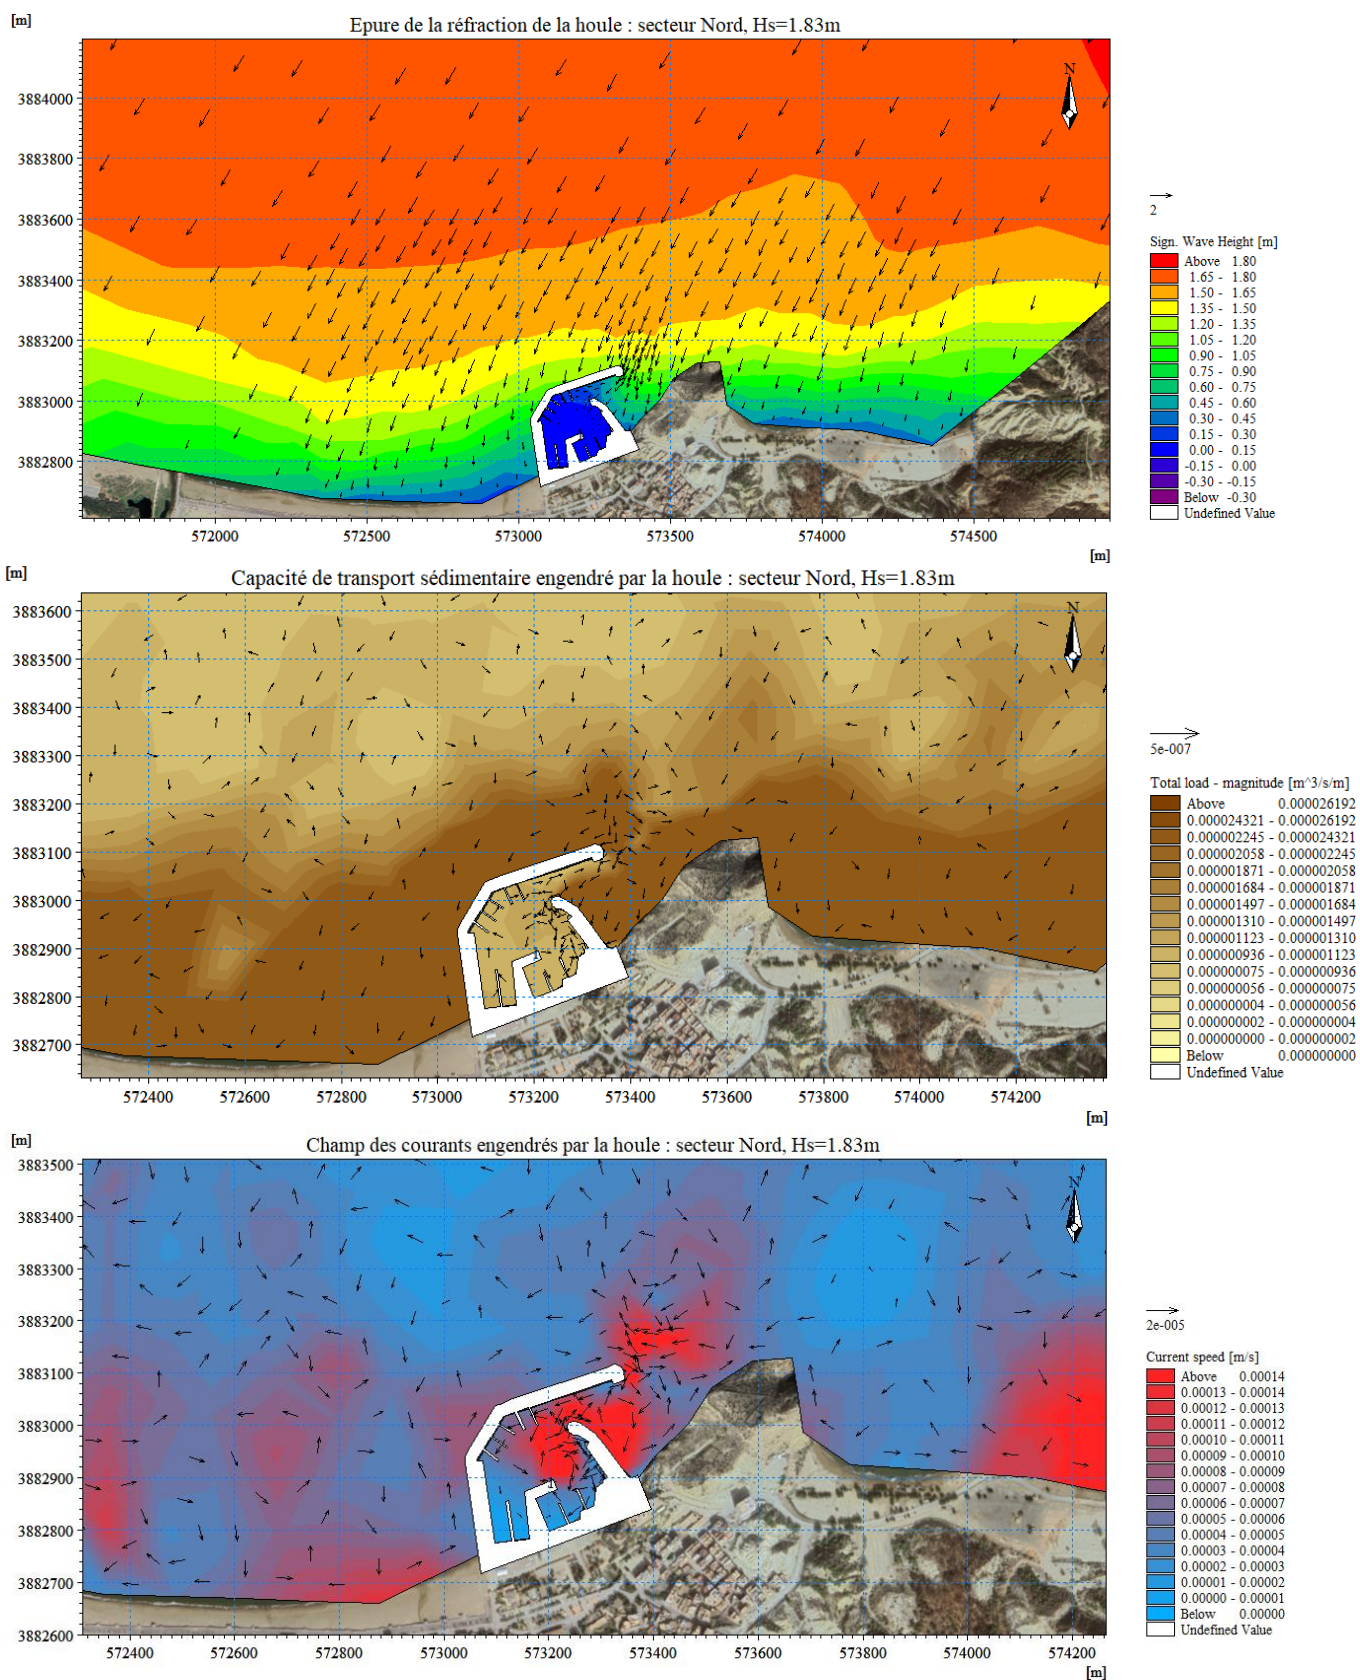 [m]
Epure de la réfraction de la houle : secteur Nord, Hs=1.83m
3884000
3883800
3883600
3883400
3883200
3883000
3882800
572000 572500 573000 573500 574000 574500
[m]
N
2
Sign. Wave Height [m]
Above 1.80
1.65 - 1.80
1.50 - 1.65
1.35 - 1.50
1.20 - 1.35
1.05 - 1.20
0.90 - 1.05
0.75 - 0.90
0.60 - 0.75
0.45 - 0.60
0.30 - 0.45
0.15 - 0.30
0.00 - 0.15
-0.15 - 0.00
-0.30 - -0.15
Below -0.30
Undefined Value
[m]
Capacité de transport sédimentaire engendré par la houle : secteur Nord, Hs=1.83m
3883600
3883500
3883400
3883300
3883200
3883100
3883000
3882900
3882800
3882700
572400 572600 572800 573000 573200 573400 573600 573800 574000 574200
[m]
N
5e-007
Total load - magnitude [m^3/s/m]
Above 0.000026192
0.000024321 - 0.000026192
0.000002245 - 0.000024321
0.000002058 - 0.000002245
0.000001871 - 0.000002058
0.000001684 - 0.000001871
0.000001497 - 0.000001684
0.000001310 - 0.000001497
0.000001123 - 0.000001310
0.000000936 - 0.000001123
0.000000075 - 0.000000936
0.000000056 - 0.000000075
0.000000004 - 0.000000056
0.000000002 - 0.000000004
0.000000000 - 0.000000002
Below 0.000000000
Undefined Value
[m]
Champ des courants engendrés par la houle : secteur Nord, Hs=1.83m
3883500
3883400
3883300
3883200
3883100
3883000
3882900
3882800
3882700
3882600
572400 572600 572800 573000 573200 573400 573600 573800 574000 574200
[m]
N
2e-005
Current speed [m/s]
Above 0.00014
0.00013 - 0.00014
0.00012 - 0.00013
0.00011 - 0.00012
0.00010 - 0.00011
0.00009 - 0.00010
0.00008 - 0.00009
0.00007 - 0.00008
0.00006 - 0.00007
0.00005 - 0.00006
0.00004 - 0.00005
0.00003 - 0.00004
0.00002 - 0.00003
0.00001 - 0.00002
0.00000 - 0.00001
Below 0.00000
Undefined Value